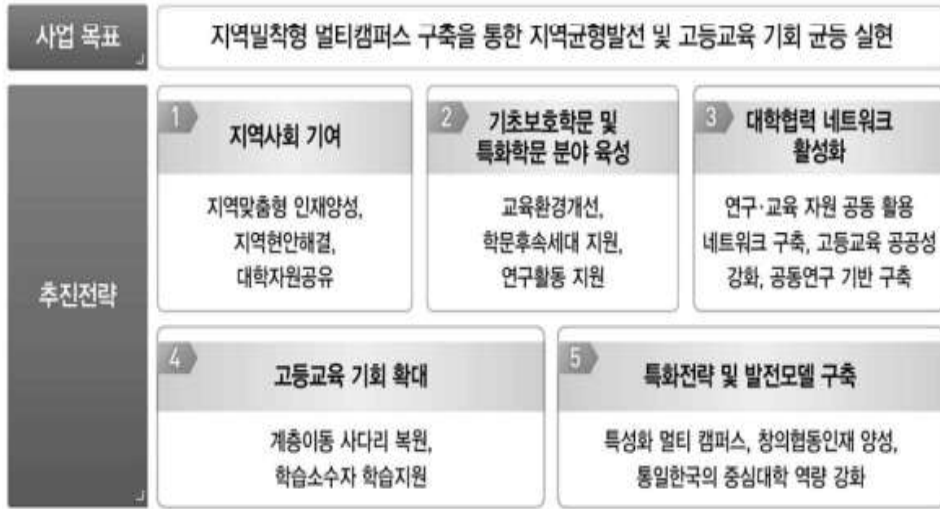 사업 목표
지역밀착형 멀티캠퍼스 구축을 통한 지역균형발전 및 고등교육 기회 균등 실현
추진전략
1
지역사회 기여
지역맞춤형 인재양성,
지역현안해결,
대학자원공유
2
기초보호학문 및
특화학문 분야 육성
교육환경개선,
학문후속세대 지원,
연구활동 지원
3
대학협력 네트워크
활성화
연구·교육 자원 공동 활용
네트워크 구축, 고등교육 공공성
강화, 공동연구 기반 구축
4
고등교육 기회 확대
계층이동 사다리 복원,
학습소수자 학습지원
5
특화전략 및 발전모델 구축
특성화 멀티 캠퍼스, 창의협동인재 양성,
통일한국의 중심대학 역량 강화